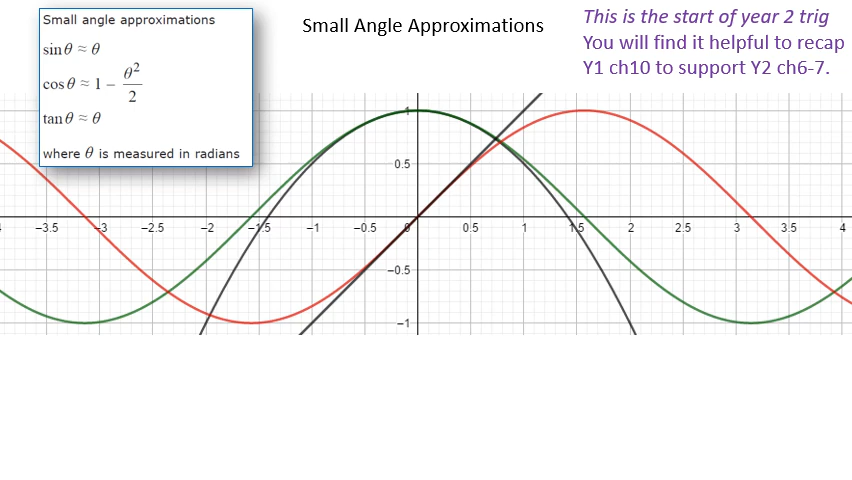 Small angle approximations
sin θ ≈ θ
cos θ ≈ 1 − θ²/2
tan θ ≈ θ
where θ is measured in radians
Small Angle Approximations
This is the start of year 2 trig
You will find it helpful to recap
Y1 ch10 to support Y2 ch6-7.
1
0.5
−3.5 −3 −2.5 −2 −1.5 −1 −0.5 0 0.5 1 1.5 2 2.5 3 3.5 4
−0.5
−1